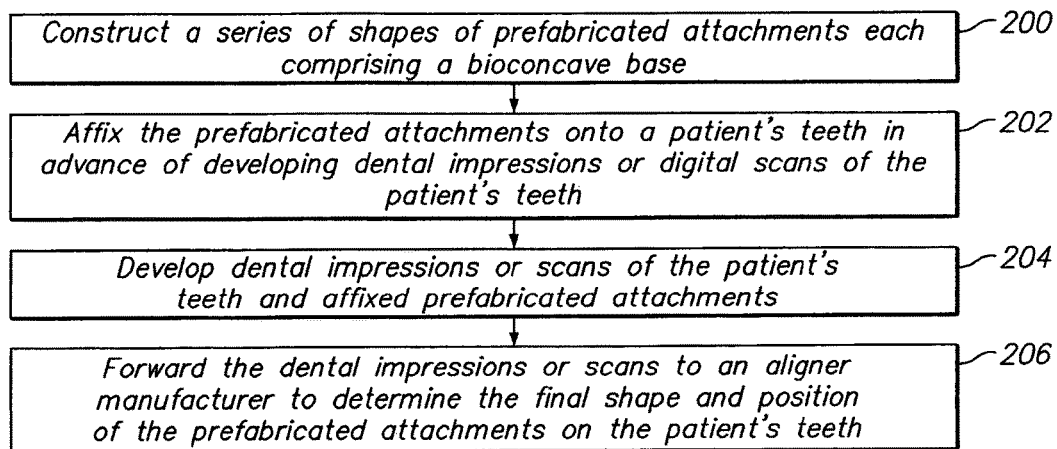 Construct a series of shapes of prefabricated attachments each
comprising a bioconcave base
200
Affix the prefabricated attachments onto a patient's teeth in
advance of developing dental impressions or digital scans of the
patient's teeth
202
Develop dental impressions or scans of the patient's
teeth and affixed prefabricated attachments
204
Forward the dental impressions or scans to an aligner
manufacturer to determine the final shape and position
of the prefabricated attachments on the patient's teeth
206